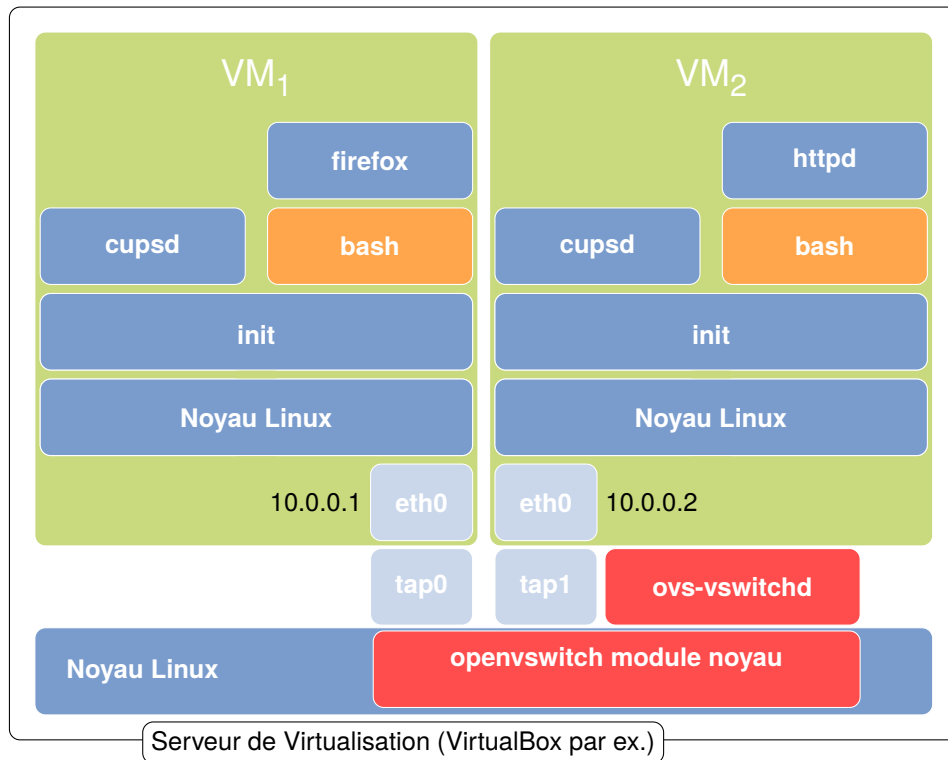 VM1 VM2
firefox httpd
cupsd bash cupsd bash
init init
Noyau Linux Noyau Linux
10.0.0.1 eth0 eth0 10.0.0.2
tap0 tap1 ovs-vswitchd
Noyau Linux openvswitch module noyau
Serveur de Virtualisation (VirtualBox par ex.)